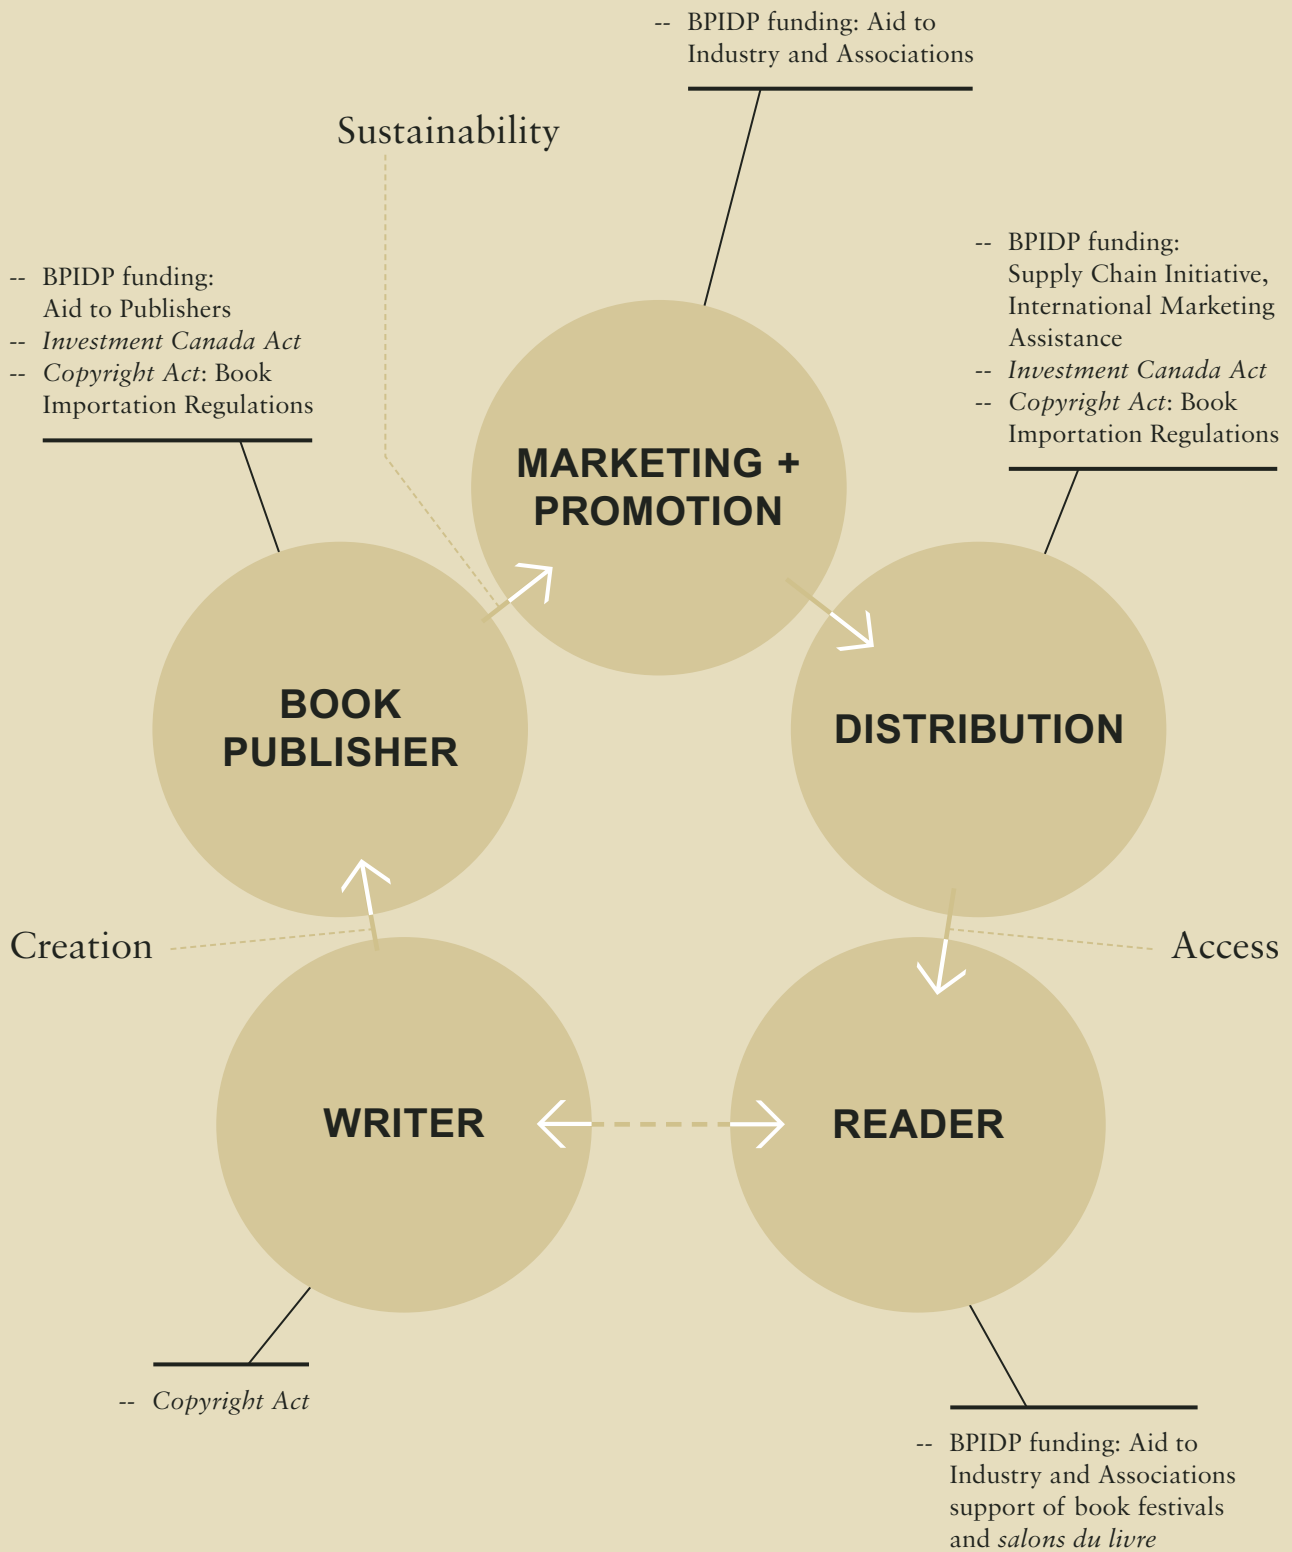 -- BPIDP funding: Aid to
Industry and Associations
Sustainability
-- BPIDP funding:
Aid to Publishers
-- Investment Canada Act
-- Copyright Act: Book
Importation Regulations
-- BPIDP funding:
Supply Chain Initiative,
International Marketing
Assistance
-- Investment Canada Act
-- Copyright Act: Book
Importation Regulations
MARKETING +
PROMOTION
BOOK
PUBLISHER
DISTRIBUTION
Creation
Access
WRITER
READER
-- Copyright Act
-- BPIDP funding: Aid to
Industry and Associations
support of book festivals
and salons du livre